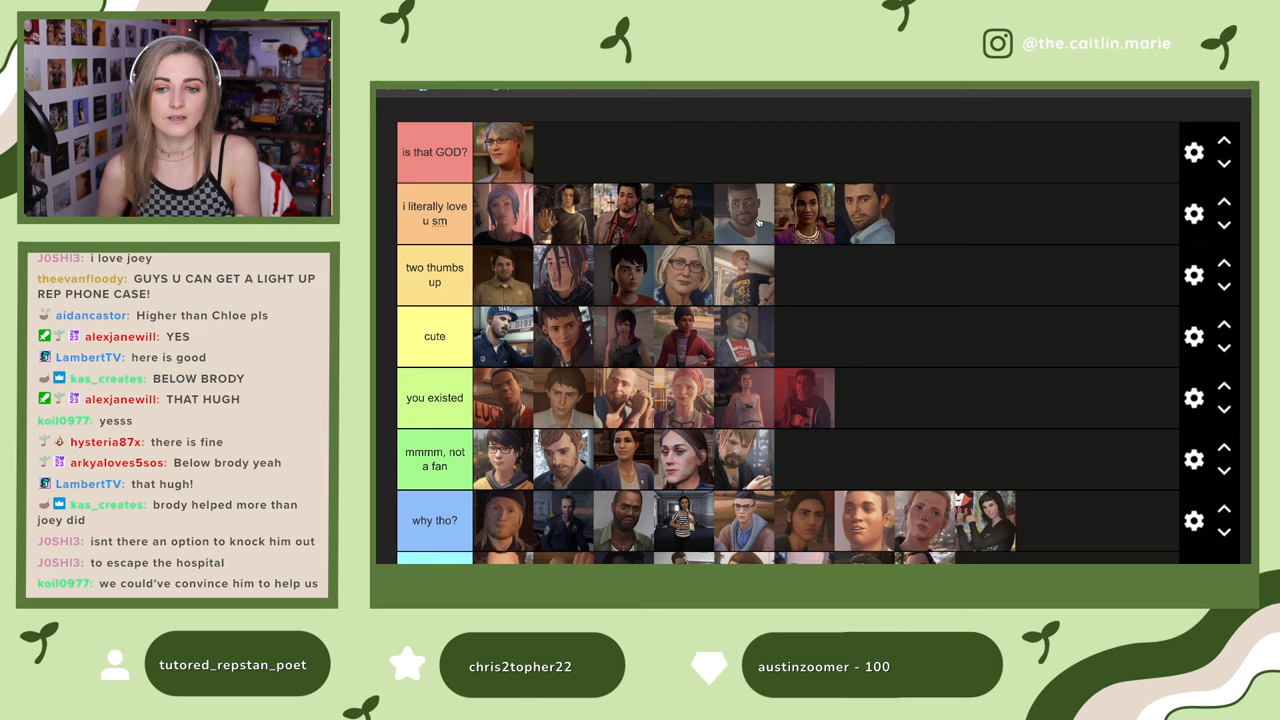 @the.caitlin.marie
is that GOD?
i literally love
u sm
two thumbs
up
cute
you existed
mmmm, not
a fan
why tho?
J0SHI3: i love joey
theevanfloody: GUYS U CAN GET A LIGHT UP
REP PHONE CASE!
aidancastor: Higher than Chloe pls
alexjanewill: YES
LambertTV: here is good
kas_creates: BELOW BRODY
alexjanewill: THAT HUGH
koil0977: yesss
hysteria87x: there is fine
arkyaloves5sos: Below brody yeah
LambertTV: that hugh!
kas_creates: brody helped more than
joey did
J0SHI3: isnt there an option to knock him out
J0SHI3: to escape the hospital
koil0977: we could've convince him to help us
tutored_repstan_poet
chris2topher22
austinzoomer - 100